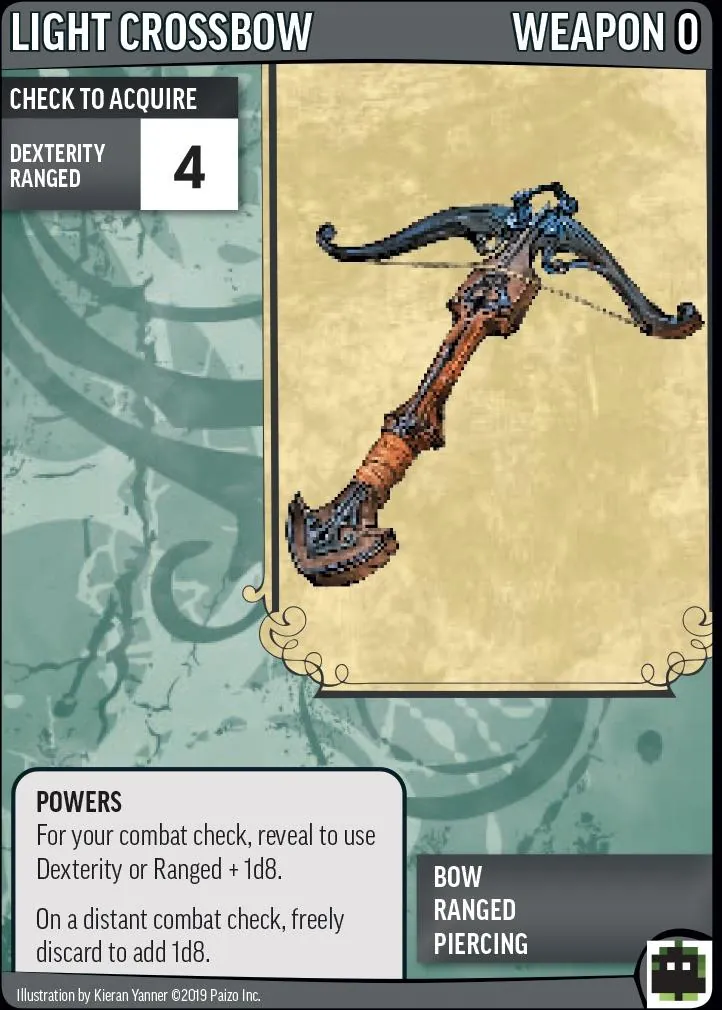 LIGHT CROSSBOW
WEAPON 0
CHECK TO ACQUIRE
DEXTERITY
RANGED
4
POWERS
For your combat check, reveal to use
Dexterity or Ranged + 1d8.
On a distant combat check, freely
discard to add 1d8.
BOW
RANGED
PIERCING
Illustration by Kieran Yanner ©2019 Paizo Inc.